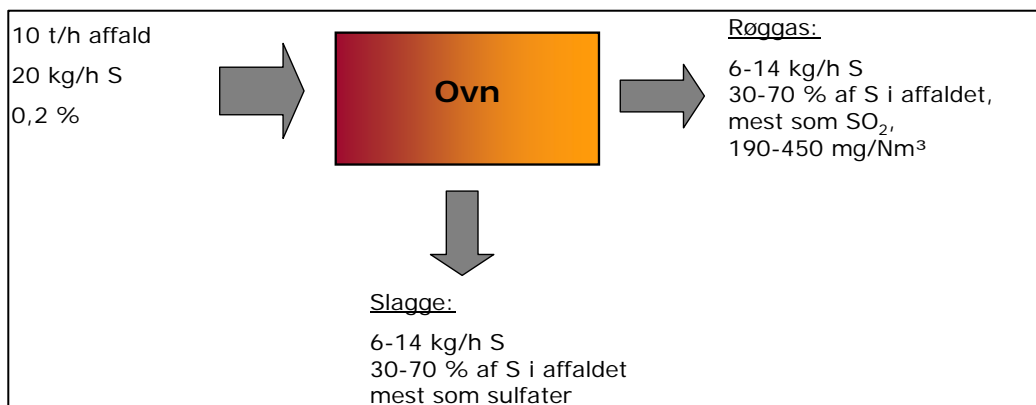 10 t/h affald
20 kg/h S
0,2 %
Ovn
Røggas:
6-14 kg/h S
30-70 % af S i affaldet,
mest som SO₂,
190-450 mg/Nm³
Slagge:
6-14 kg/h S
30-70 % af S i affaldet
mest som sulfater